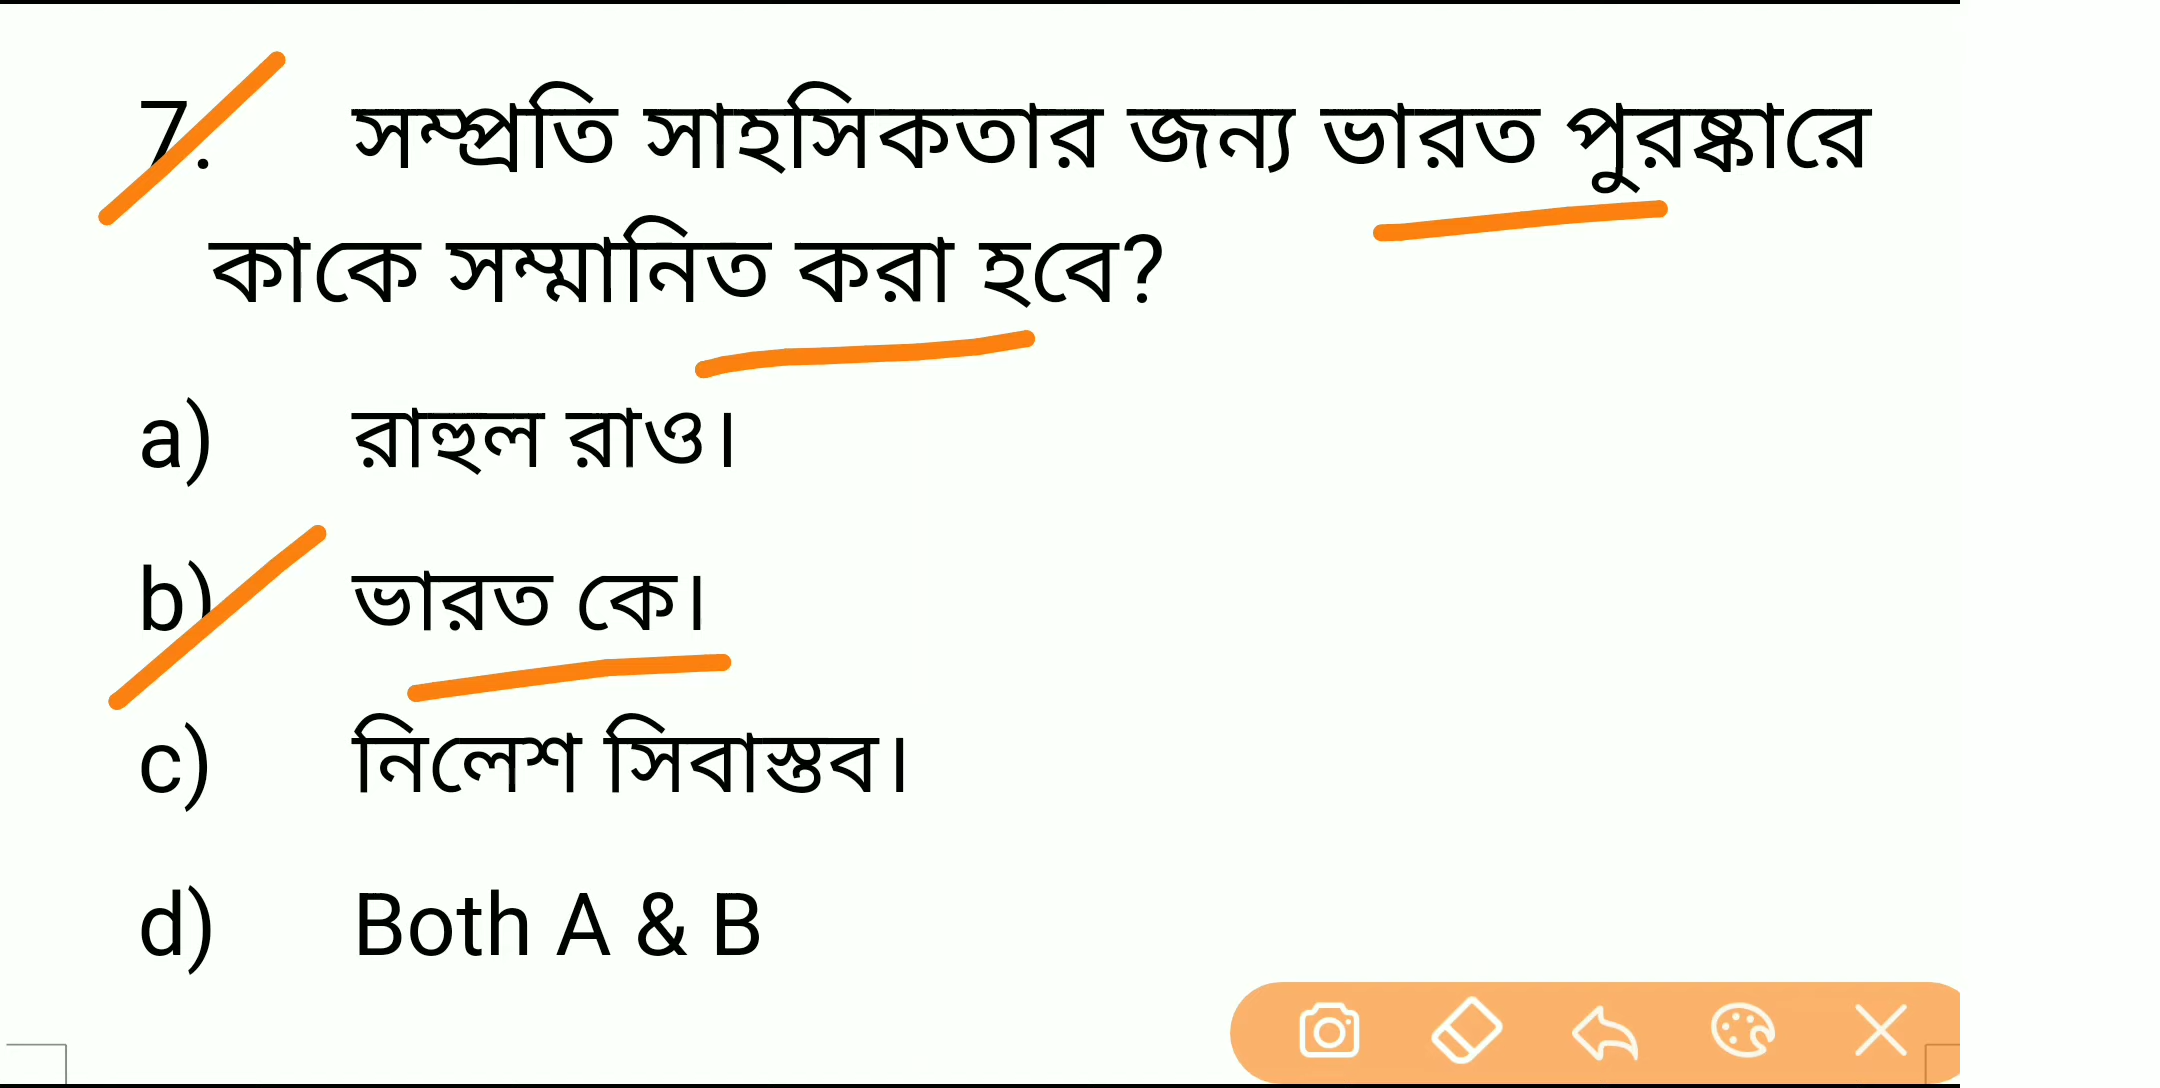 7. সম্প্রতি সাহসিকতার জন্য ভারত পুরষ্কারে
কাকে সম্মানিত করা হবে?
a) রাহুল রাও।
b) ভারত কে।
c) নিলেশ সিবাস্তব।
d) Both A & B